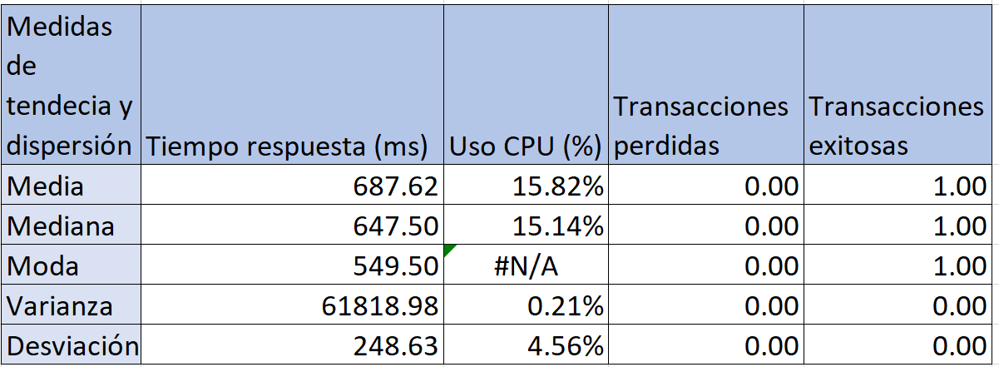 Medidas
de
tendecia y
dispersión
Tiempo respuesta (ms)
Uso CPU (%)
Transacciones
perdidas
Transacciones
exitosas
Media 687.62 15.82% 0.00 1.00
Mediana 647.50 15.14% 0.00 1.00
Moda 549.50 #N/A 0.00 1.00
Varianza 61818.98 0.21% 0.00 0.00
Desviación 248.63 4.56% 0.00 0.00